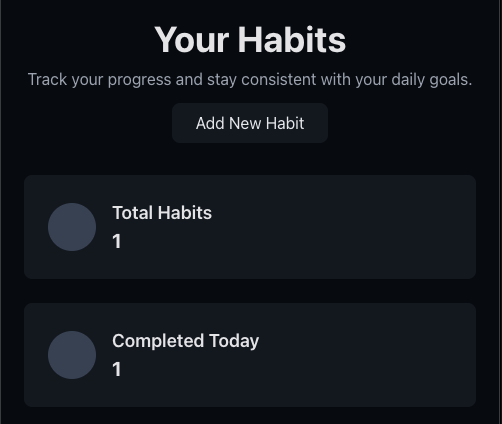 Your Habits
Track your progress and stay consistent with your daily goals.
Add New Habit
Total Habits
1
Completed Today
1